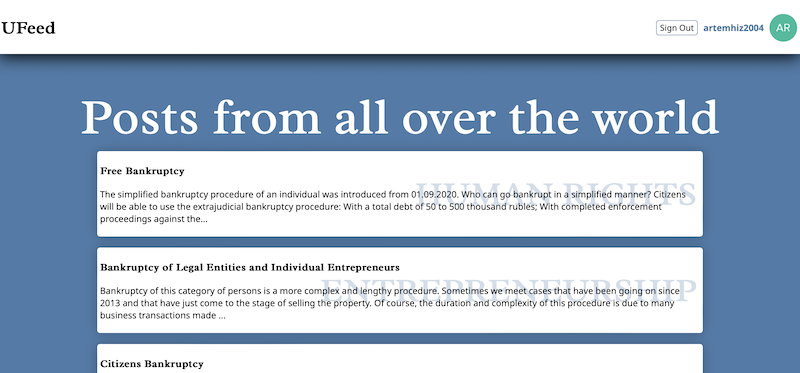 UFeed
Sign Out artemhiz2004 AR
Posts from all over the world
Free Bankruptcy
HUMAN RIGHTS
The simplified bankruptcy procedure of an individual was introduced from 01.09.2020. Who can go bankrupt in a simplified manner? Citizens
will be able to use the extrajudicial bankruptcy procedure: With a total debt of 50 to 500 thousand rubles; With completed enforcement
proceedings against the...
Bankruptcy of Legal Entities and Individual Entrepreneurs
ENTREPRENEURSHIP
Bankruptcy of this category of persons is a more complex and lengthy procedure. Sometimes we meet cases that have been going on since
2013 and that have just come to the stage of selling the property. Of course, the duration and complexity of this procedure is due to many
business transactions made ...
Citizens Bankruptcy